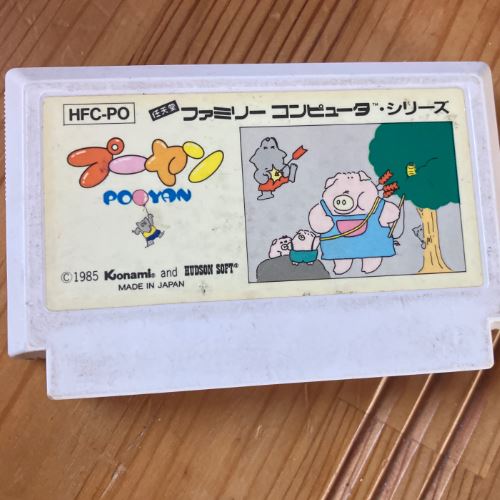 HFC-PO
任天堂 ファミリー コンピュータ™・シリーズ
プーヤン
POOYAN
©1985 Konami® and HUDSON SOFT®
MADE IN JAPAN